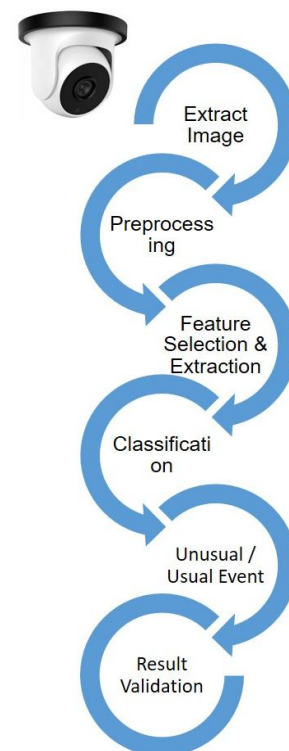 Extract
Image
Preprocess
ing
Feature
Selection &
Extraction
Classificati
on
Unusual /
Usual Event
Result
Validation